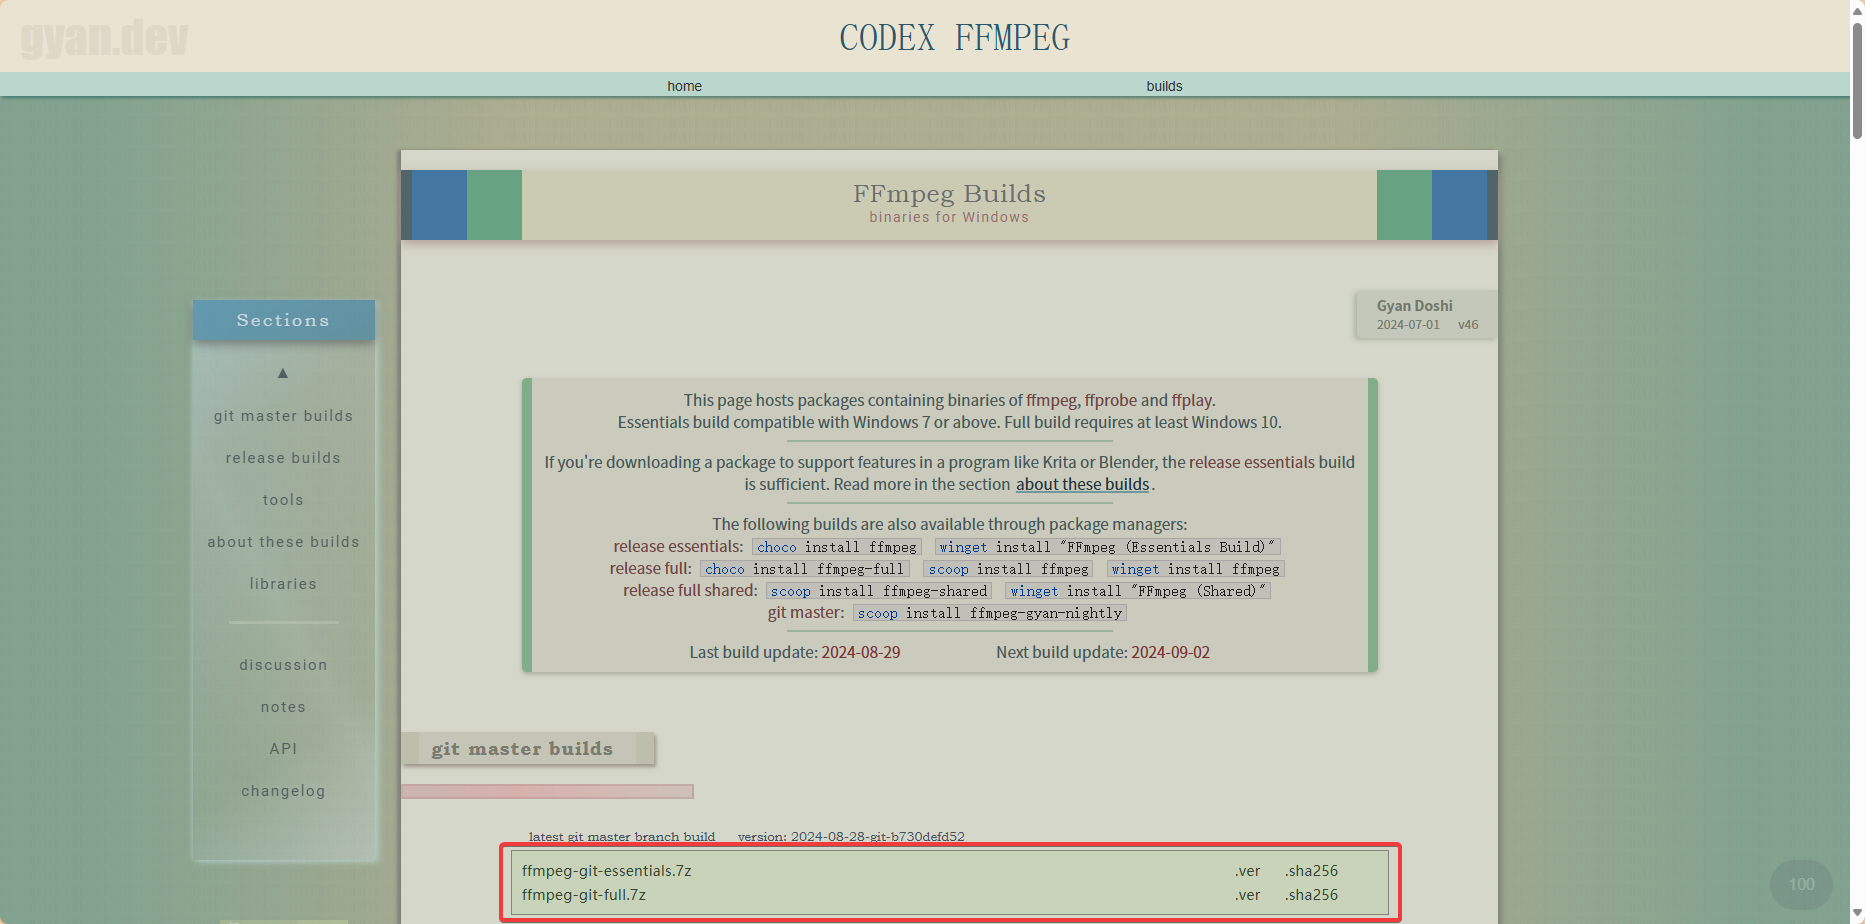 gyan.dev
CODEX FFMPEG
home builds
FFmpeg Builds
binaries for Windows
Gyan Doshi
2024-07-01 v46
Sections
▲
git master builds
release builds
tools
about these builds
libraries
discussion
notes
API
changelog
This page hosts packages containing binaries of ffmpeg, ffprobe and ffplay.
Essentials build compatible with Windows 7 or above. Full build requires at least Windows 10.
If you're downloading a package to support features in a program like Krita or Blender, the release essentials build
is sufficient. Read more in the section about these builds.
The following builds are also available through package managers:
release essentials: choco install ffmpeg winget install "FFmpeg (Essentials Build)"
release full: choco install ffmpeg-full scoop install ffmpeg winget install ffmpeg
release full shared: scoop install ffmpeg-shared winget install "FFmpeg (Shared)"
git master: scoop install ffmpeg-gyan-nightly
Last build update: 2024-08-29 Next build update: 2024-09-02
git master builds
latest git master branch build version: 2024-08-28-git-b730defd52
ffmpeg-git-essentials.7z .ver .sha256
ffmpeg-git-full.7z .ver .sha256
100